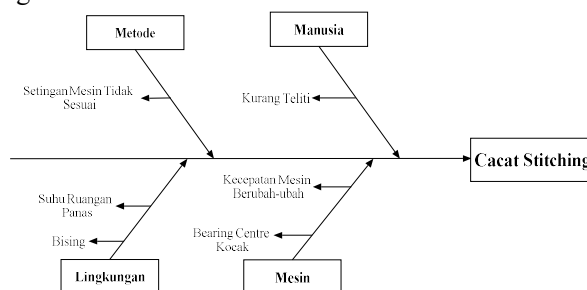 Metode
Manusia
Setingan Mesin Tidak
Sesuai
Kurang Teliti
Cacat Stitching
Kecepatan Mesin
Berubah-ubah
Suhu Ruangan
Panas
Bearing Centre
Kocak
Bising
Lingkungan
Mesin